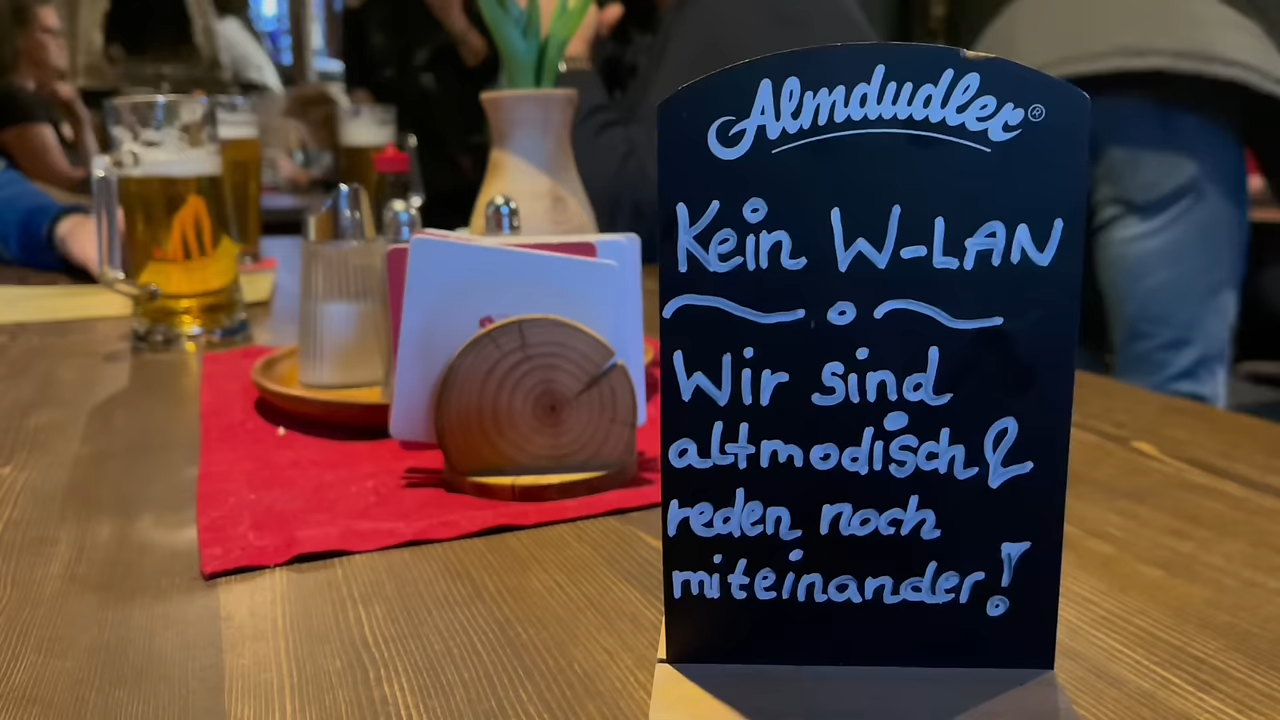 Almdudler®
Kein W-LAN
Wir sind
altmodisch &
reden noch
miteinander!